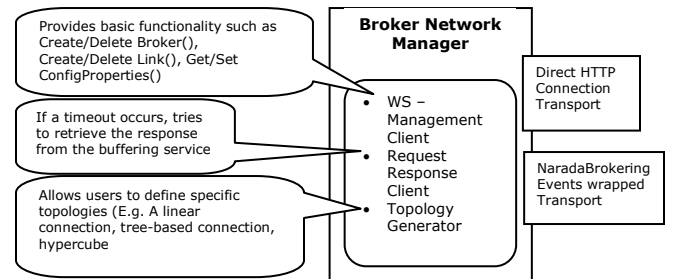 Provides basic functionality such as
Create/Delete Broker(),
Create/Delete Link(), Get/Set
ConfigProperties()
If a timeout occurs, tries
to retrieve the response
from the buffering service
Allows users to define specific
topologies (E.g. A linear
connection, tree-based connection,
hypercube
Broker Network
Manager
• WS –
Management
Client
• Request
Response
Client
• Topology
Generator
Direct HTTP
Connection
Transport
NaradaBrokering
Events wrapped
Transport